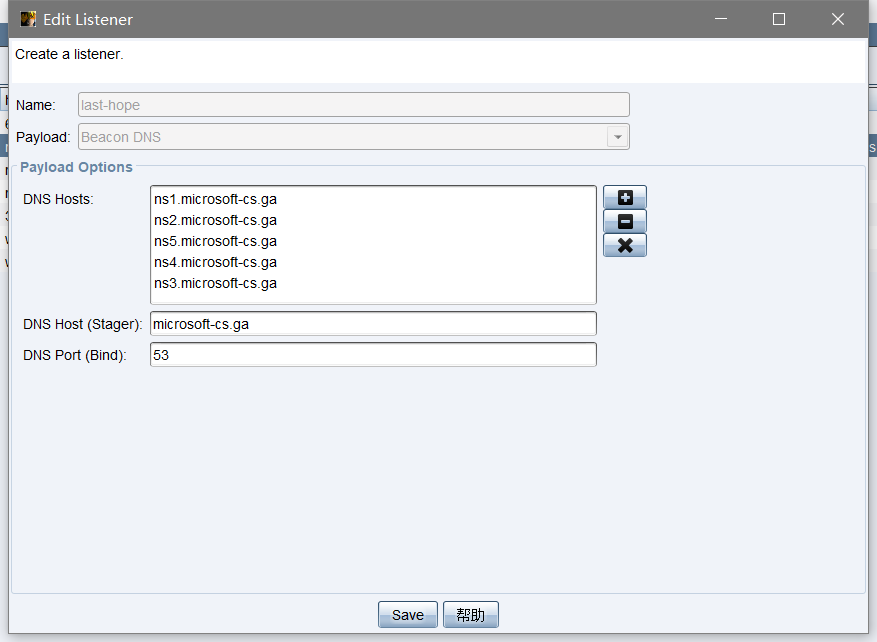 Edit Listener
Create a listener.
Name: last-hope
Payload: Beacon DNS
Payload Options
DNS Hosts:
ns1.microsoft-cs.ga
ns2.microsoft-cs.ga
ns5.microsoft-cs.ga
ns4.microsoft-cs.ga
ns3.microsoft-cs.ga
DNS Host (Stager): microsoft-cs.ga
DNS Port (Bind): 53
Save 帮助